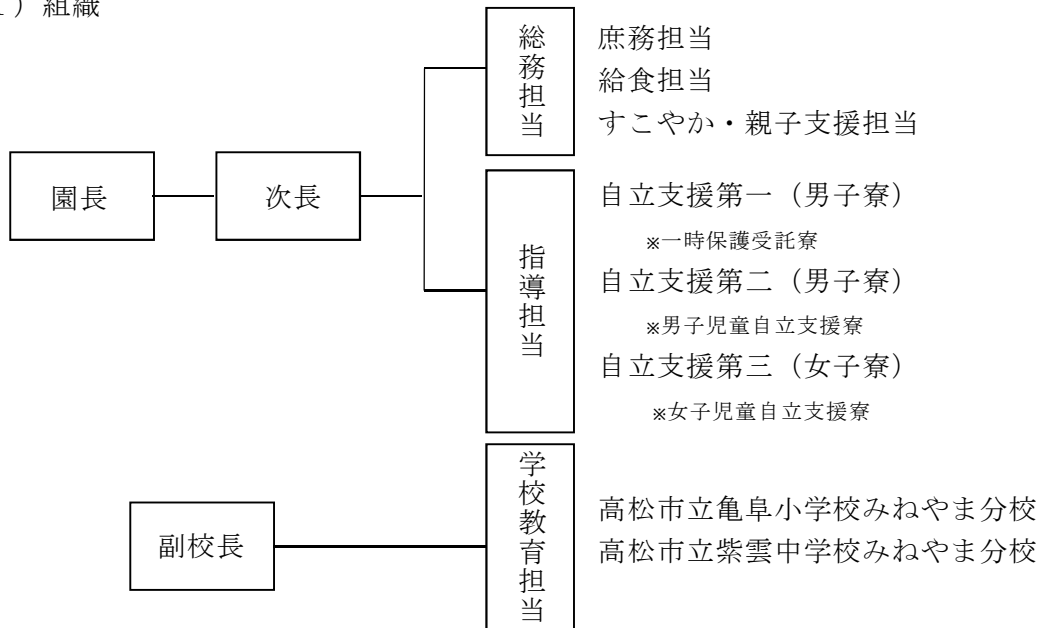 ）組織
総務担当
庶務担当
給食担当
すこやか・親子支援担当
園長
次長
指導担当
自立支援第一（男子寮）
※一時保護受託寮
自立支援第二（男子寮）
※男子児童自立支援寮
自立支援第三（女子寮）
※女子児童自立支援寮
副校長
学校教育担当
高松市立亀阜小学校みねやま分校
高松市立紫雲中学校みねやま分校